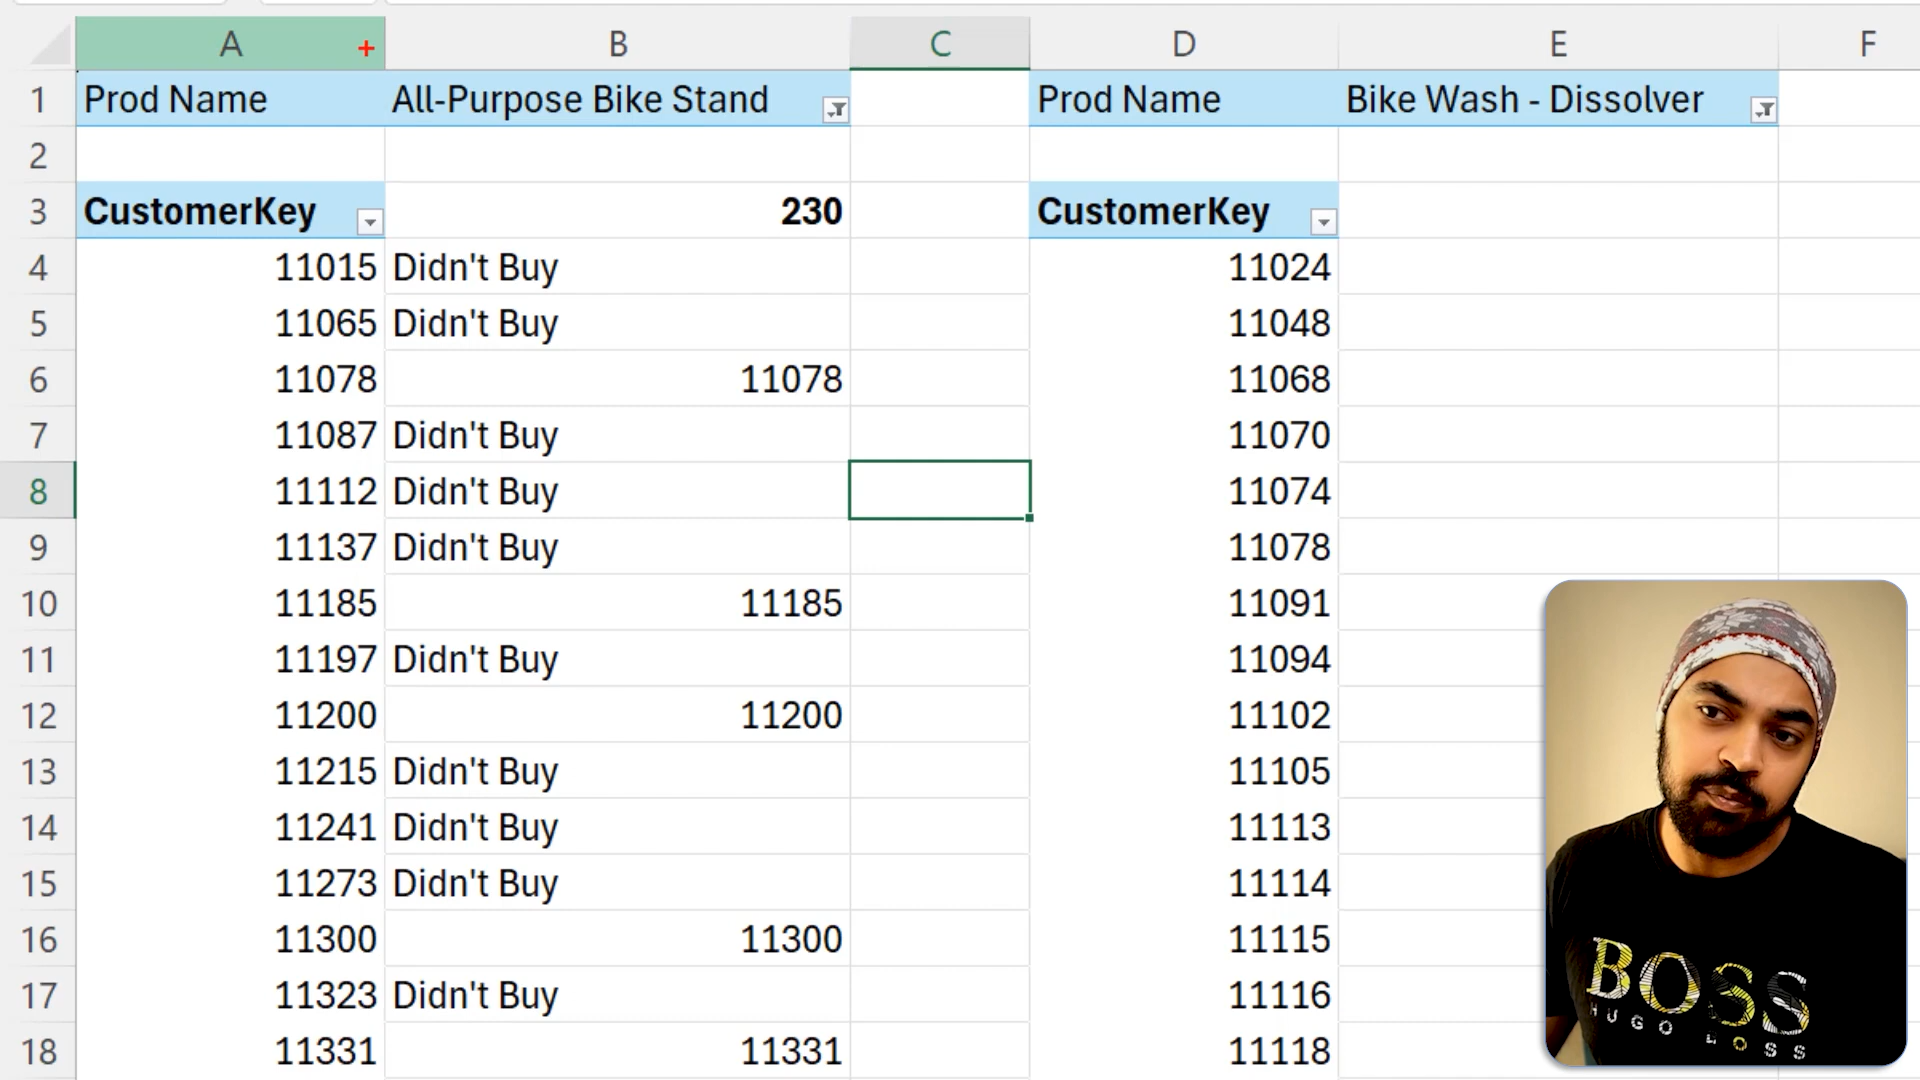 A B C D E F
1 Prod Name All-Purpose Bike Stand Prod Name Bike Wash - Dissolver
2
3 CustomerKey 230 CustomerKey
4 11015 Didn't Buy 11024
5 11065 Didn't Buy 11048
6 11078 11078 11068
7 11087 Didn't Buy 11070
8 11112 Didn't Buy 11074
9 11137 Didn't Buy 11078
10 11185 11185 11091
11 11197 Didn't Buy 11094
12 11200 11200 11102
13 11215 Didn't Buy 11105
14 11241 Didn't Buy 11113
15 11273 Didn't Buy 11114
16 11300 11300 11115
17 11323 Didn't Buy 11116
18 11331 11331 11118
BOSS
HUGO BOSS